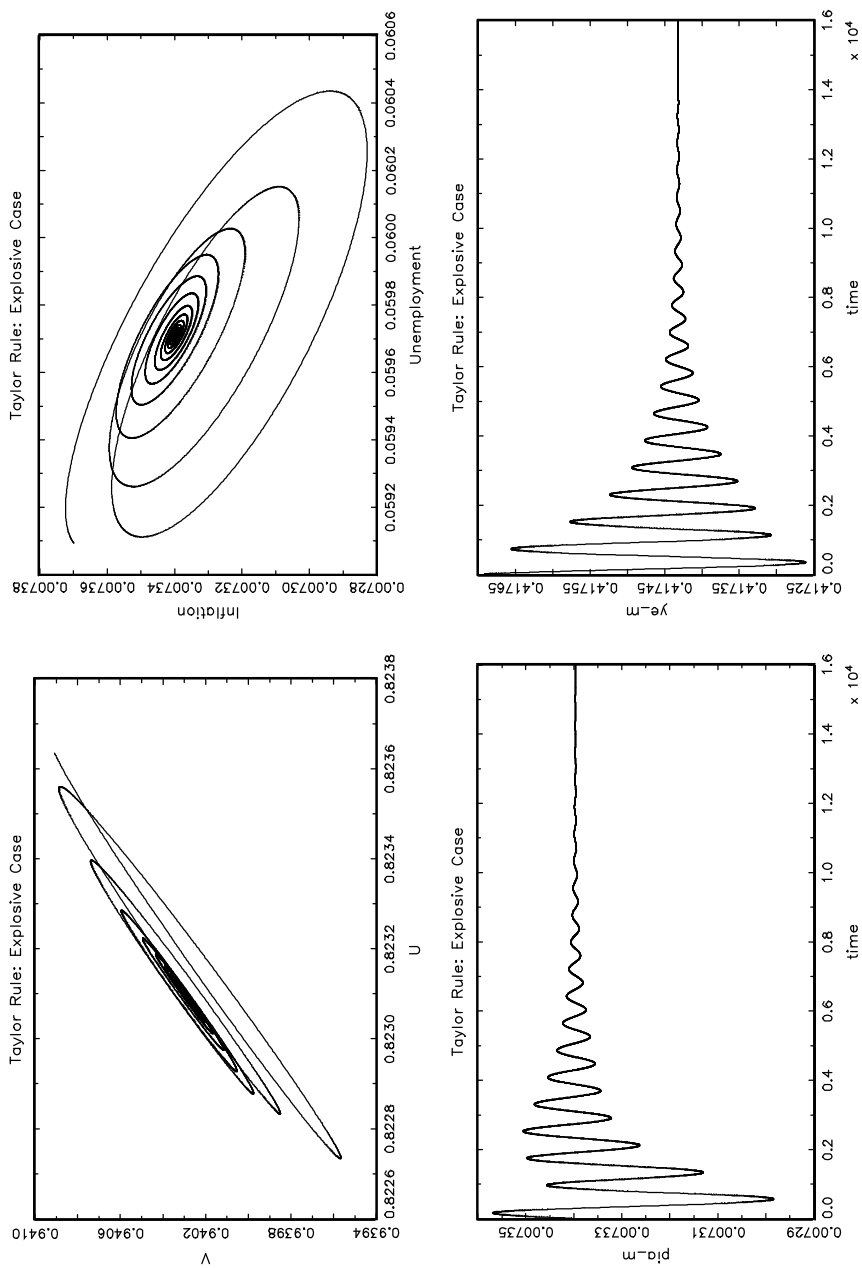 Taylor Rule: Explosive Case
V
0.9410
0.9406
0.9402
0.9398
0.9394
0.8226 0.8228 0.8230 0.8232 0.8234 0.8236 0.8238
U
Taylor Rule: Explosive Case
Inflation
0.00738
0.00736
0.00734
0.00732
0.00730
0.00728
0.0592 0.0594 0.0596 0.0598 0.0600 0.0602 0.0604 0.0606
Unemployment
Taylor Rule: Explosive Case
pia_m
0.00735
0.00733
0.00731
0.00729
0.0 0.2 0.4 0.6 0.8 1.0 1.2 1.4 1.6
time x 10⁴
Taylor Rule: Explosive Case
ye_m
0.41765
0.41755
0.41745
0.41735
0.41725
0.0 0.2 0.4 0.6 0.8 1.0 1.2 1.4 1.6
time x 10⁴